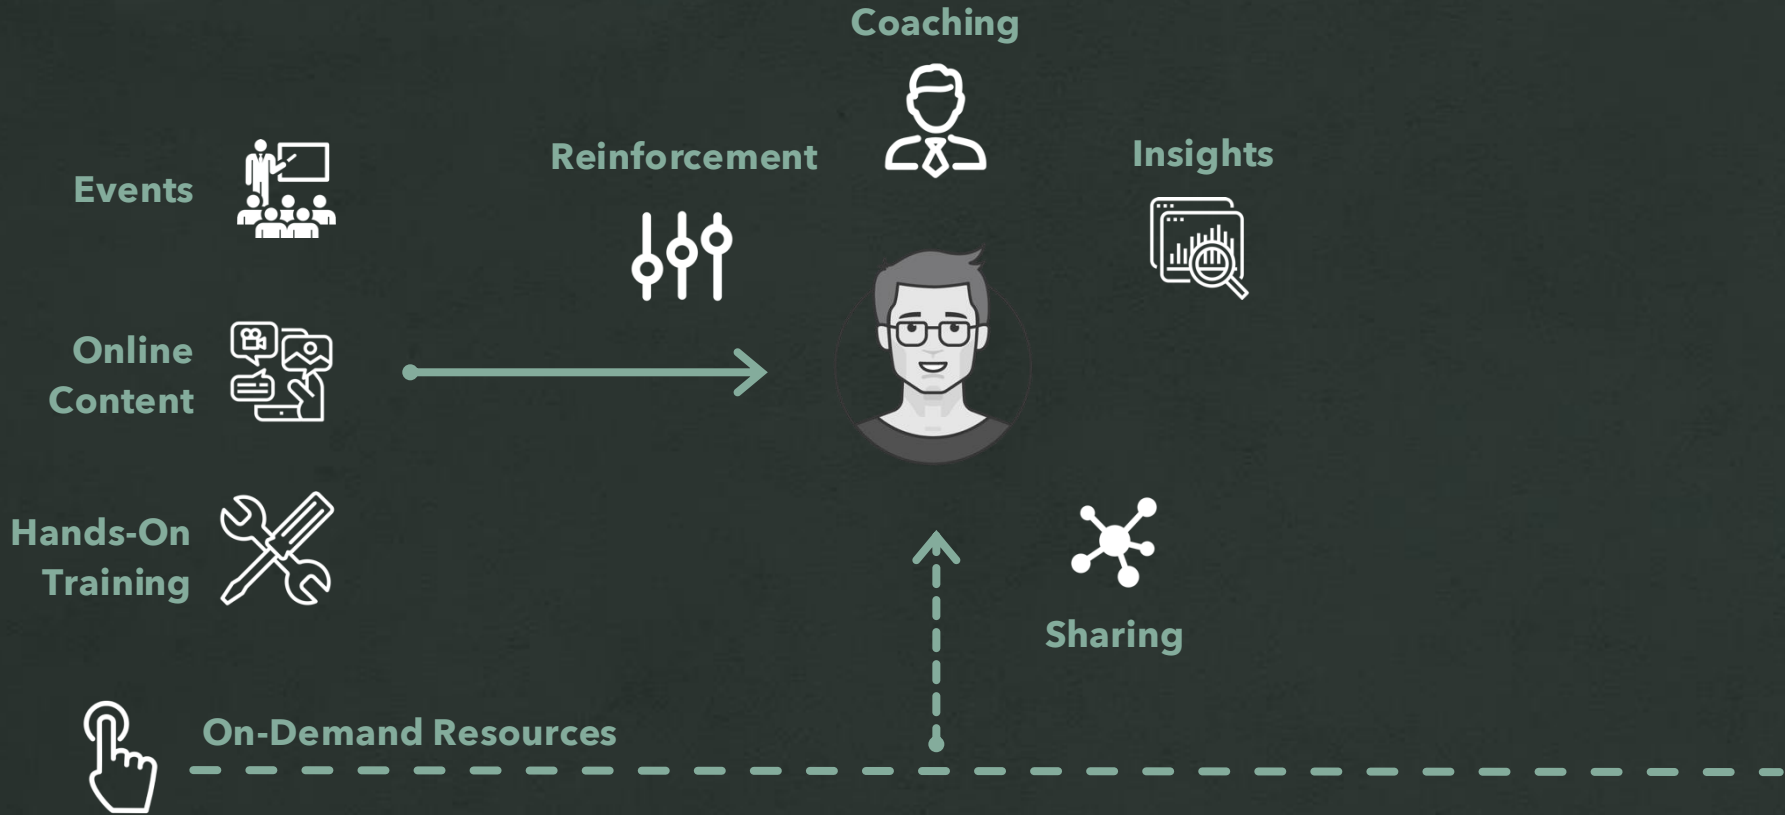 Coaching
Reinforcement
Insights
Events
Online
Content
Hands-On
Training
Sharing
On-Demand Resources